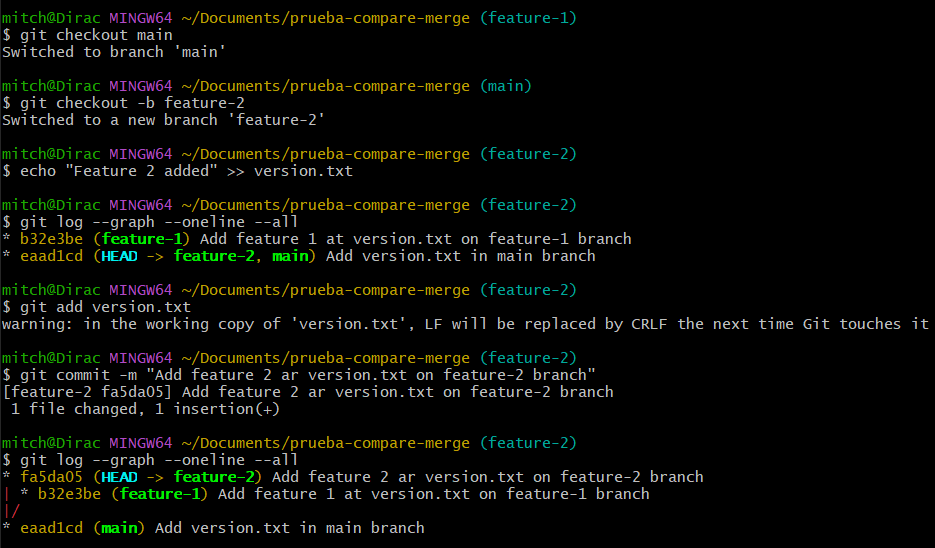 mitch@Dirac MINGW64 ~/Documents/prueba-compare-merge (feature-1)
$ git checkout main
Switched to branch 'main'
mitch@Dirac MINGW64 ~/Documents/prueba-compare-merge (main)
$ git checkout -b feature-2
Switched to a new branch 'feature-2'
mitch@Dirac MINGW64 ~/Documents/prueba-compare-merge (feature-2)
$ echo "Feature 2 added" >> version.txt
mitch@Dirac MINGW64 ~/Documents/prueba-compare-merge (feature-2)
$ git log --graph --oneline --all
* b32e3be (feature-1) Add feature 1 at version.txt on feature-1 branch
* eaad1cd (HEAD -> feature-2, main) Add version.txt in main branch
mitch@Dirac MINGW64 ~/Documents/prueba-compare-merge (feature-2)
$ git add version.txt
warning: in the working copy of 'version.txt', LF will be replaced by CRLF the next time Git touches it
mitch@Dirac MINGW64 ~/Documents/prueba-compare-merge (feature-2)
$ git commit -m "Add feature 2 ar version.txt on feature-2 branch"
[feature-2 fa5da05] Add feature 2 ar version.txt on feature-2 branch
 1 file changed, 1 insertion(+)
mitch@Dirac MINGW64 ~/Documents/prueba-compare-merge (feature-2)
$ git log --graph --oneline --all
* fa5da05 (HEAD -> feature-2) Add feature 2 ar version.txt on feature-2 branch
| * b32e3be (feature-1) Add feature 1 at version.txt on feature-1 branch
|/
* eaad1cd (main) Add version.txt in main branch